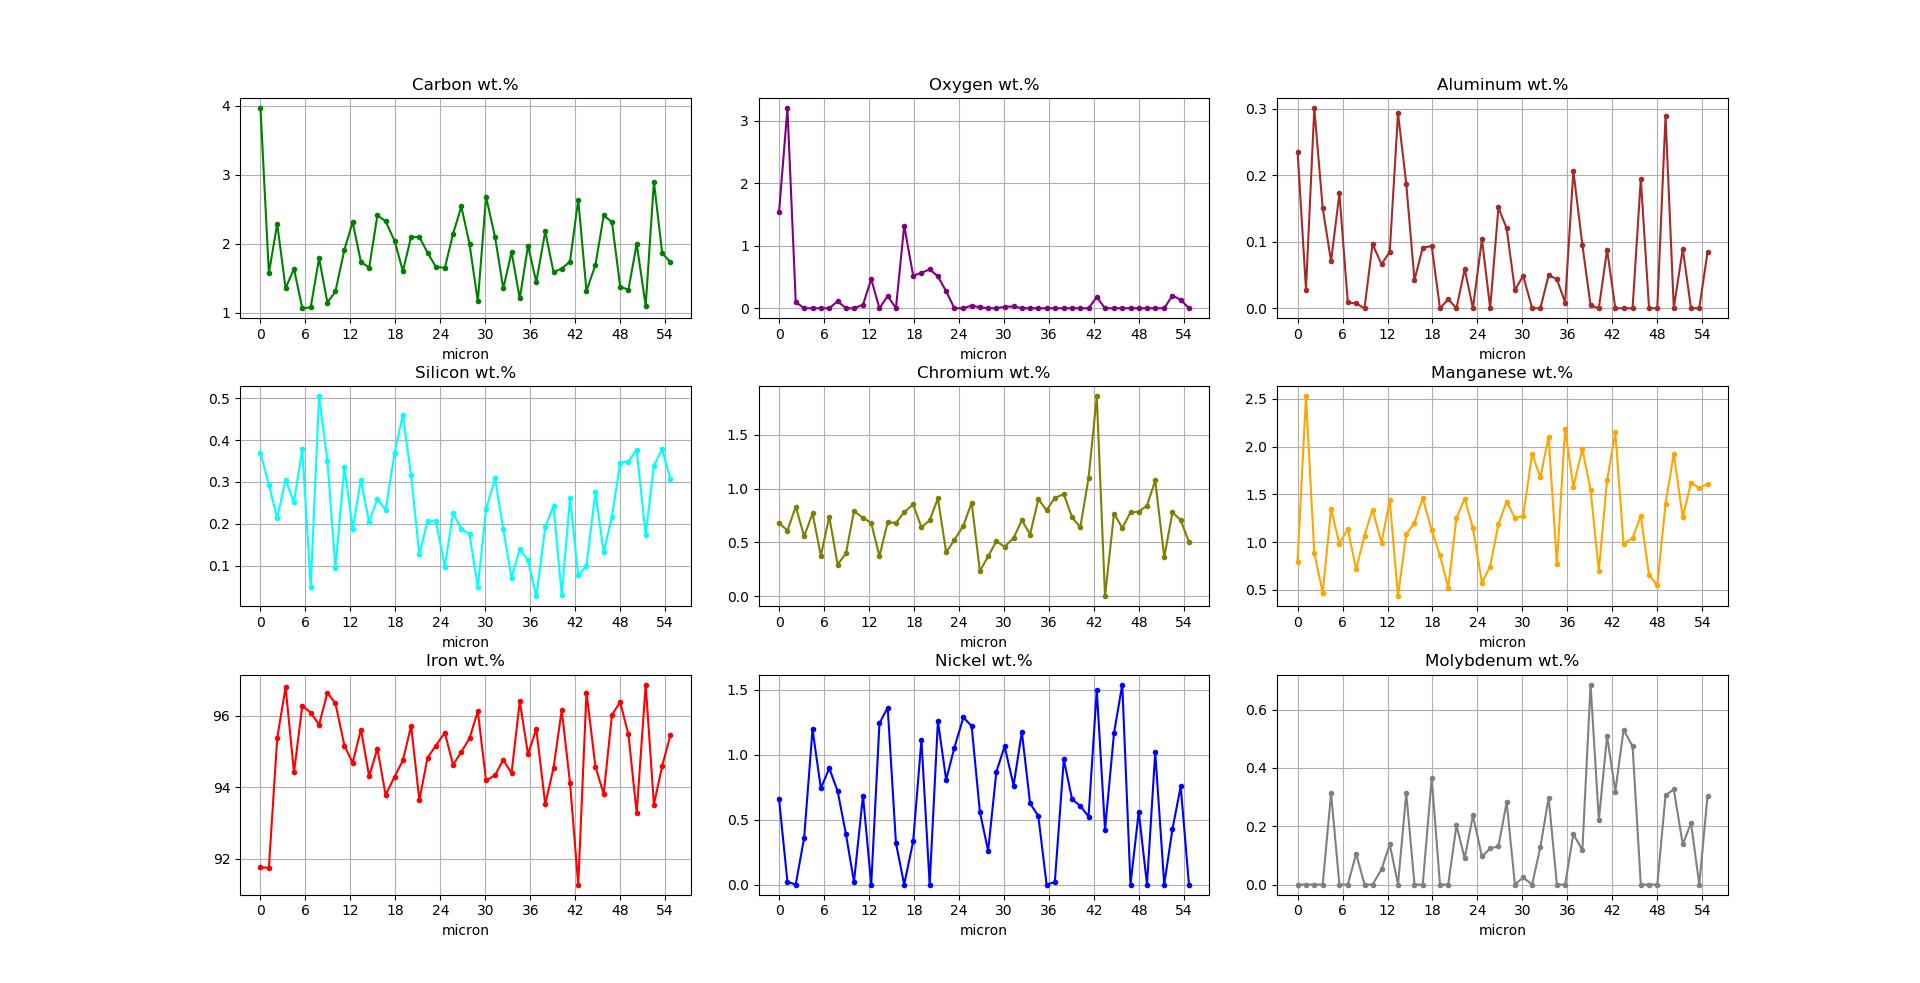 Carbon wt.%
4
3
2
1
0 6 12 18 24 30 36 42 48 54
micron
Oxygen wt.%
3
2
1
0
0 6 12 18 24 30 36 42 48 54
micron
Aluminum wt.%
0.3
0.2
0.1
0.0
0 6 12 18 24 30 36 42 48 54
micron
Silicon wt.%
0.5
0.4
0.3
0.2
0.1
0 6 12 18 24 30 36 42 48 54
micron
Chromium wt.%
1.5
1.0
0.5
0.0
0 6 12 18 24 30 36 42 48 54
micron
Manganese wt.%
2.5
2.0
1.5
1.0
0.5
0 6 12 18 24 30 36 42 48 54
micron
Iron wt.%
96
94
92
0 6 12 18 24 30 36 42 48 54
micron
Nickel wt.%
1.5
1.0
0.5
0.0
0 6 12 18 24 30 36 42 48 54
micron
Molybdenum wt.%
0.6
0.4
0.2
0.0
0 6 12 18 24 30 36 42 48 54
micron